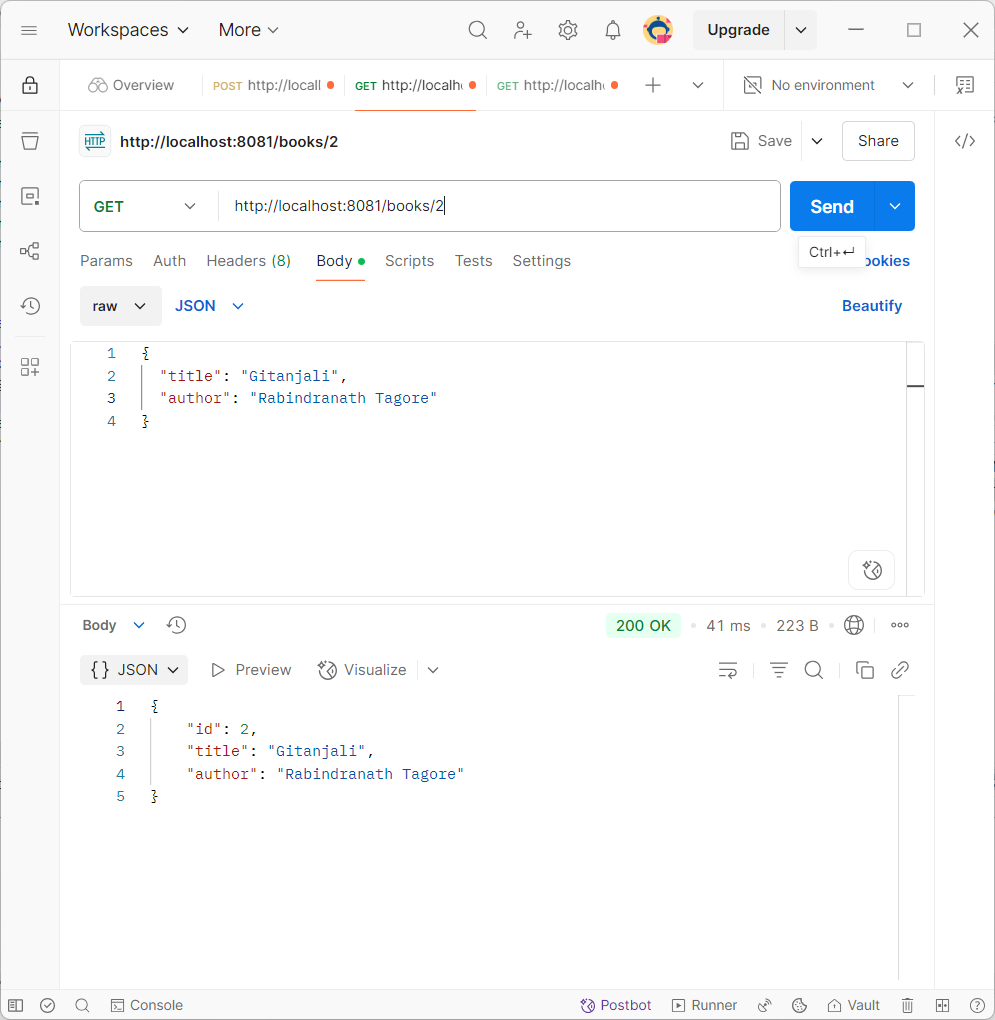 Workspaces More Upgrade
Overview POST http://locall GET http://localh GET http://localh No environment
HTTP http://localhost:8081/books/2 Save Share
GET http://localhost:8081/books/2 Send
Ctrl+↵
Params Auth Headers (8) Body Scripts Tests Settings ookies
raw JSON Beautify
1 {
2 "title": "Gitanjali",
3 "author": "Rabindranath Tagore"
4 }
Body 200 OK • 41 ms • 223 B •
{} JSON Preview Visualize
1 {
2 "id": 2,
3 "title": "Gitanjali",
4 "author": "Rabindranath Tagore"
5 }
Console Postbot Runner Vault